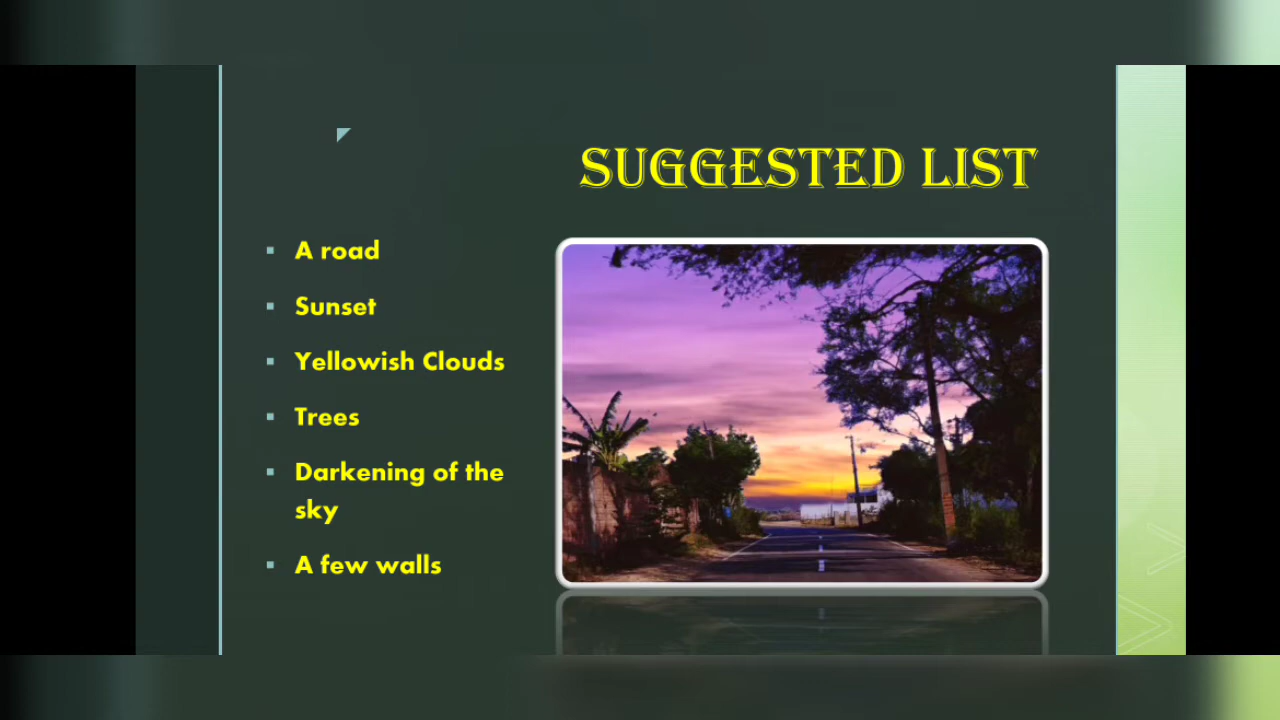 SUGGESTED LIST
A road
Sunset
Yellowish Clouds
Trees
Darkening of the
sky
A few walls